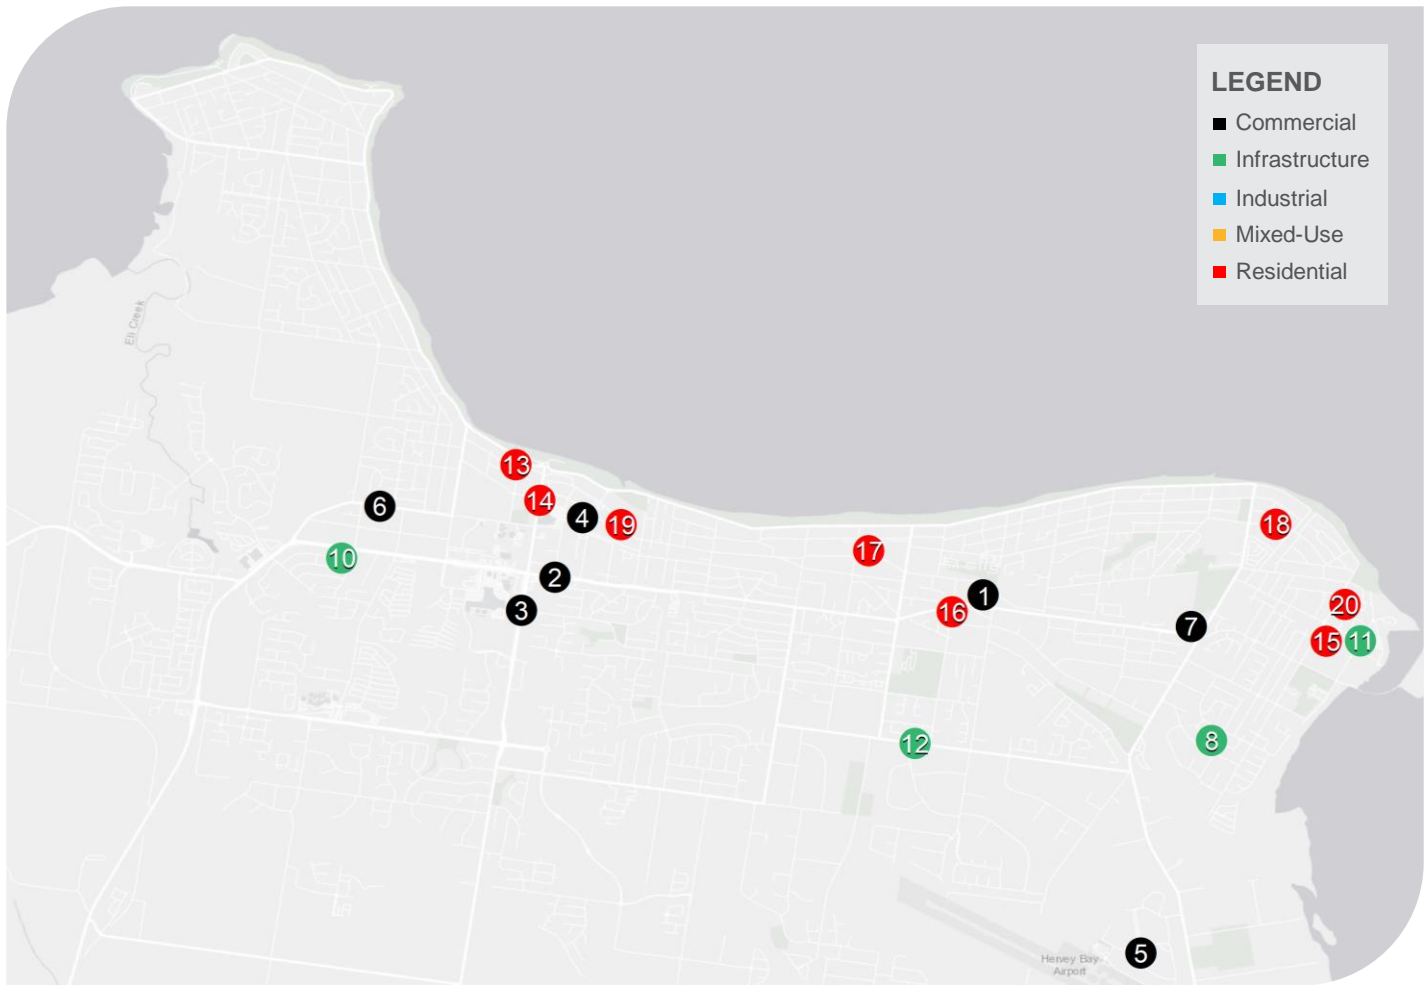 LEGEND
Commercial
Infrastructure
Industrial
Mixed-Use
Residential
Eli Creek
13
14
6
4
19
18
17
10
2
1
20
3
16
7
15
11
12
8
5
Hervey Bay
Airport